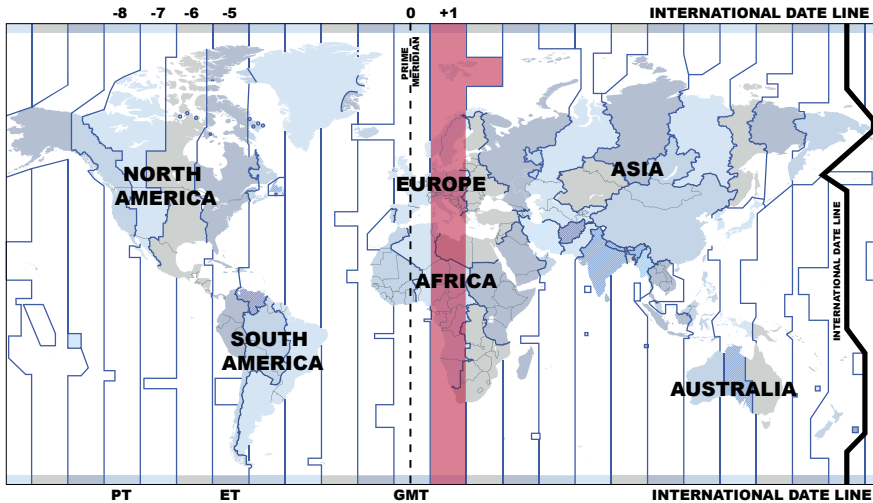 -8 -7 -6 -5 0 +1 INTERNATIONAL DATE LINE
PRIME
MERIDIAN
NORTH
AMERICA
EUROPE
ASIA
AFRICA
SOUTH
AMERICA
AUSTRALIA
INTERNATIONAL DATE LINE
PT ET GMT INTERNATIONAL DATE LINE